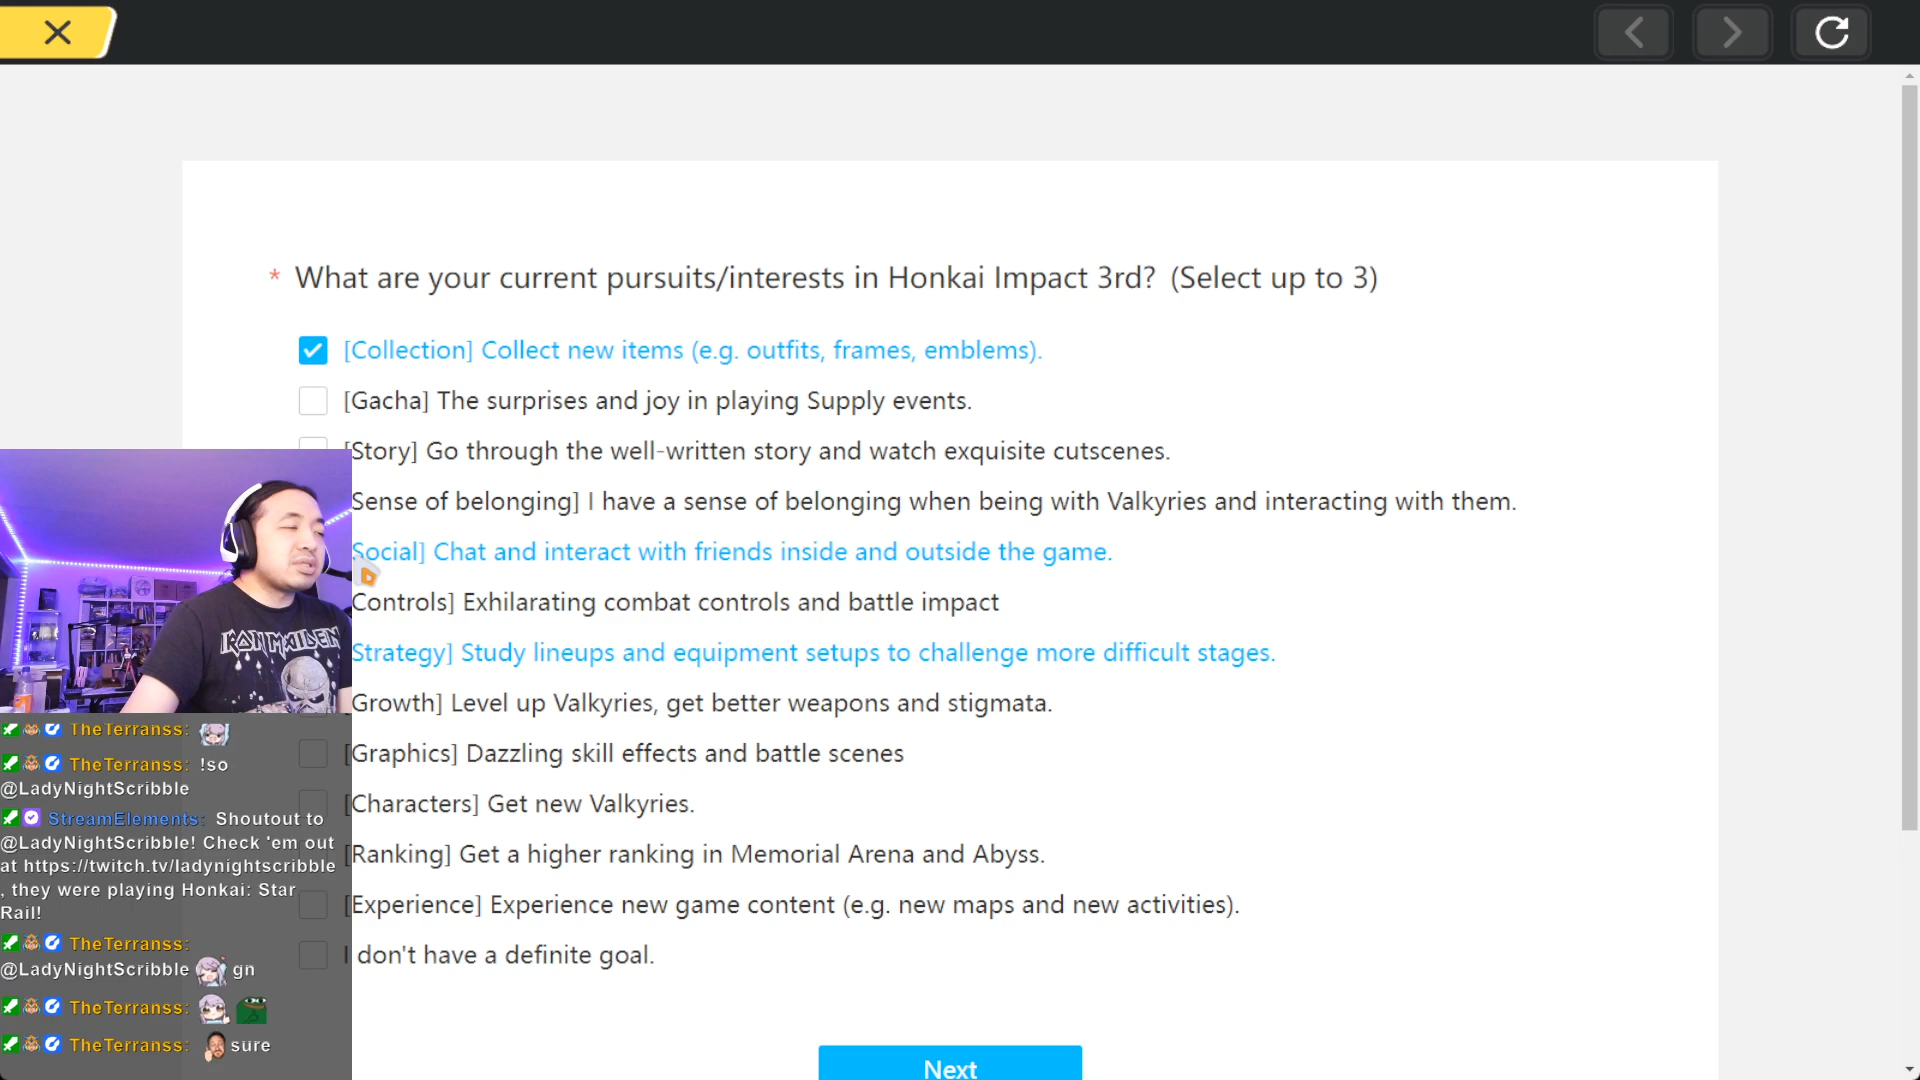 * What are your current pursuits/interests in Honkai Impact 3rd? (Select up to 3)
[Collection] Collect new items (e.g. outfits, frames, emblems).
[Gacha] The surprises and joy in playing Supply events.
[Story] Go through the well-written story and watch exquisite cutscenes.
Sense of belonging] I have a sense of belonging when being with Valkyries and interacting with them.
Social] Chat and interact with friends inside and outside the game.
Controls] Exhilarating combat controls and battle impact
Strategy] Study lineups and equipment setups to challenge more difficult stages.
[Growth] Level up Valkyries, get better weapons and stigmata.
[Graphics] Dazzling skill effects and battle scenes
[Characters] Get new Valkyries.
[Ranking] Get a higher ranking in Memorial Arena and Abyss.
[Experience] Experience new game content (e.g. new maps and new activities).
I don't have a definite goal.
Next
IRON MAIDEN
TheTerranss:
TheTerranss: !so
@LadyNightScribble
StreamElements: Shoutout to
@LadyNightScribble! Check 'em out
at https://twitch.tv/ladynightscribble
, they were playing Honkai: Star
Rail!
TheTerranss:
@LadyNightScribble gn
TheTerranss:
TheTerranss: sure